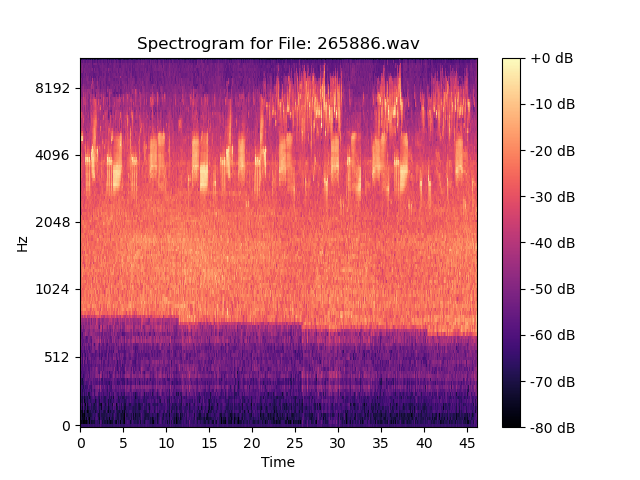 Spectrogram for File: 265886.wav
8192
4096
2048
1024
512
0
Hz
0 5 10 15 20 25 30 35 40 45
Time
+0 dB
-10 dB
-20 dB
-30 dB
-40 dB
-50 dB
-60 dB
-70 dB
-80 dB